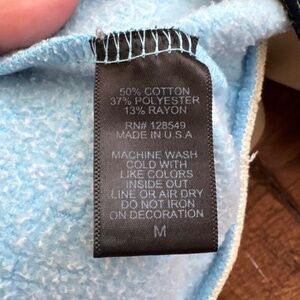 50% COTTON
37% POLYESTER
13% RAYON
RN# 128549
MADE IN U.S.A
MACHINE WASH
COLD WITH
LIKE COLORS
INSIDE OUT
LINE OR AIR DRY
DO NOT IRON
ON DECORATION
M